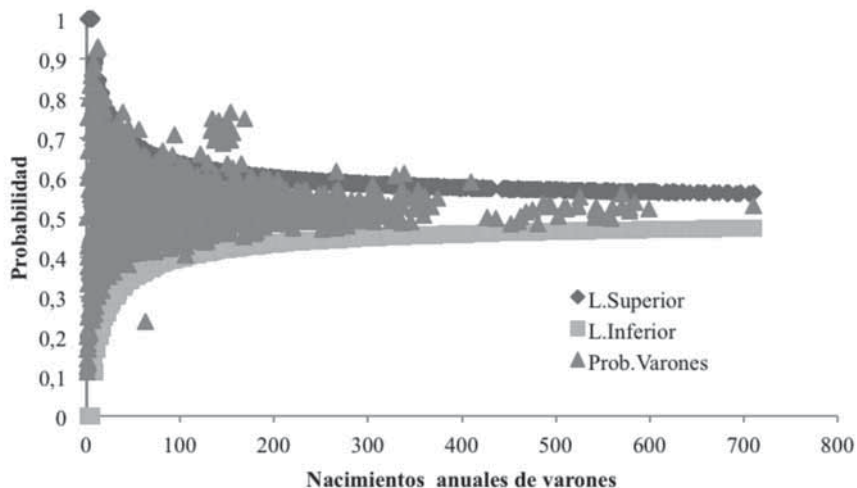 Probabilidad
1
0,9
0,8
0,7
0,6
0,5
0,4
0,3
0,2
0,1
0
0 100 200 300 400 500 600 700 800
Nacimientos anuales de varones
L.Superior
L.Inferior
Prob.Varones